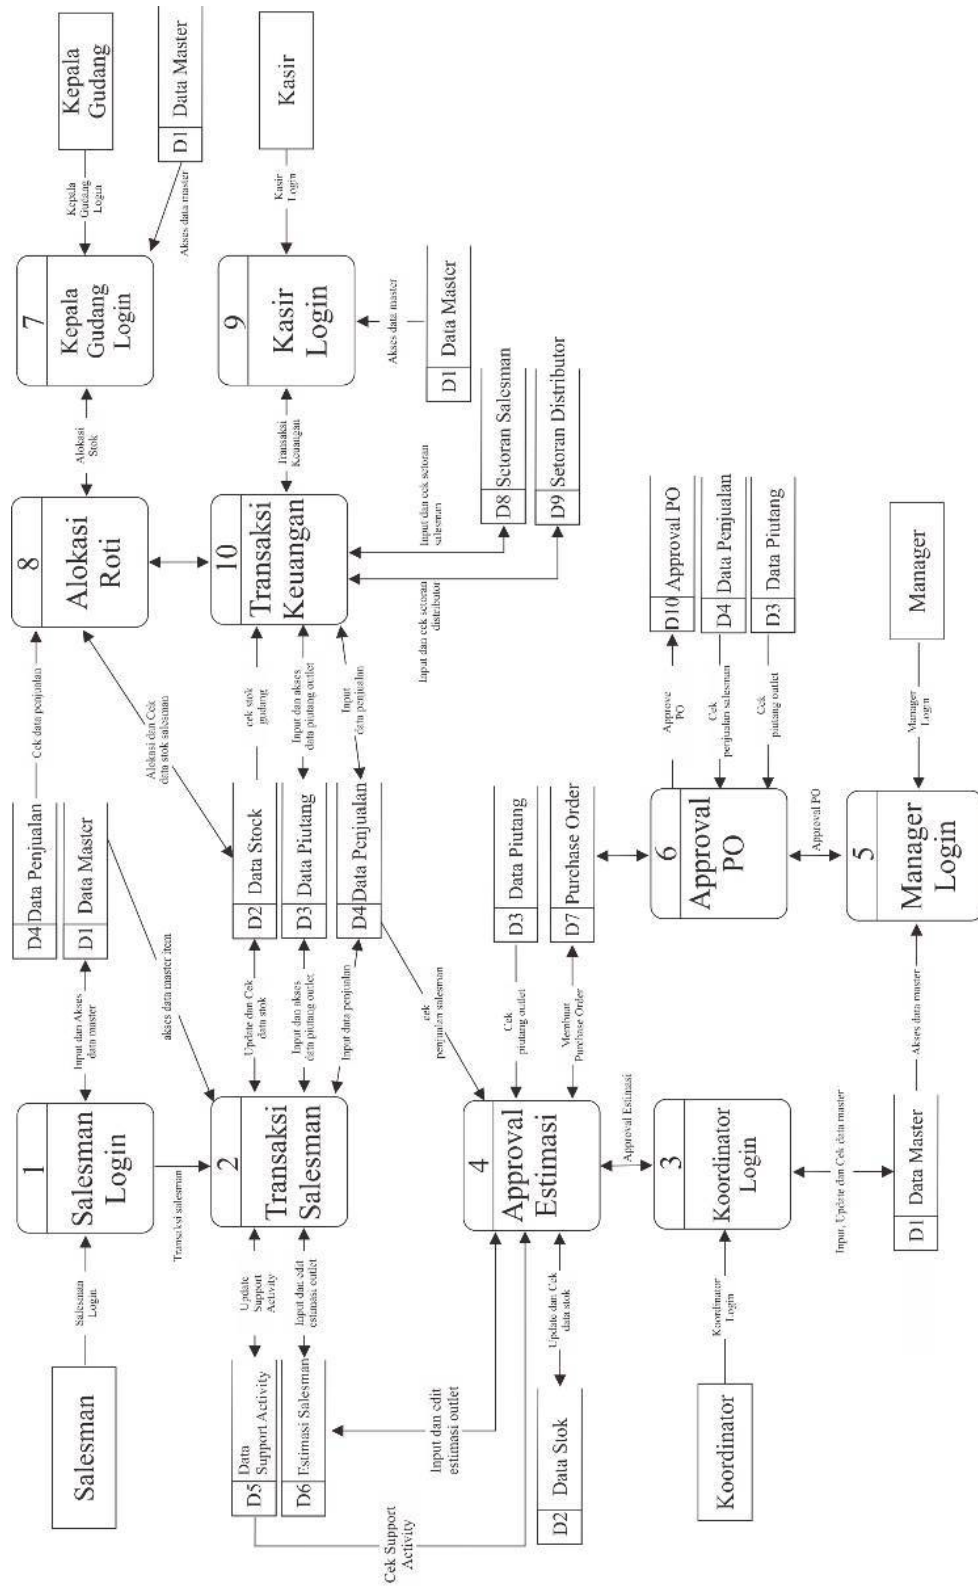 Salesman
Salesman
Login
1
Salesman
Login
Input dan Akses
data master
D4 Data Penjualan
D1 Data Master
Cek data penjualan
8
Alokasi
Roti
Alokasi
Stok
7
Kepala
Gudang
Login
Kepala
Gudang
Login
Kepala
Gudang
Akses data master
D1 Data Master
Transaksi salesman
akses data master item
Alokasi dan Cek
data stok salesman
D5 Data
Support Activity
D6 Estimasi Salesman
Update
Support
Activity
Input dan edit
estimasi outlet
2
Transaksi
Salesman
Update dan Cek
data stok
Input dan akses
data piutang outlet
Input data penjualan
D2 Data Stock
D3 Data Piutang
D4 Data Penjualan
cek stok
gudang
Input dan akses
data piutang outlet
Input
data penjualan
10
Transaksi
Keuangan
Transaksi
Keuangan
9
Kasir
Login
Kasir
Login
Kasir
Akses data master
D1 Data Master
Input dan cek setoran
salesman
Input dan cek setoran
distributor
D8 Setoran Salesman
D9 Setoran Distributor
Cek Support
Activity
Input dan edit
estimasi outlet
cek
penjualan salesman
4
Approval
Estimasi
Cek
piutang outlet
Membuat
Purchase Order
D3 Data Piutang
D7 Purchase Order
D2 Data Stok
Update dan Cek
data stok
Approval Estimasi
6
Approval
PO
Approve
PO
Cek
penjualan salesman
Cek
piutang outlet
D10 Approval PO
D4 Data Penjualan
D3 Data Piutang
Koordinator
Koordinator
Login
3
Koordinator
Login
Input, Update dan Cek data master
D1 Data Master
Akses data master
Approval PO
5
Manager
Login
Manager
Login
Manager